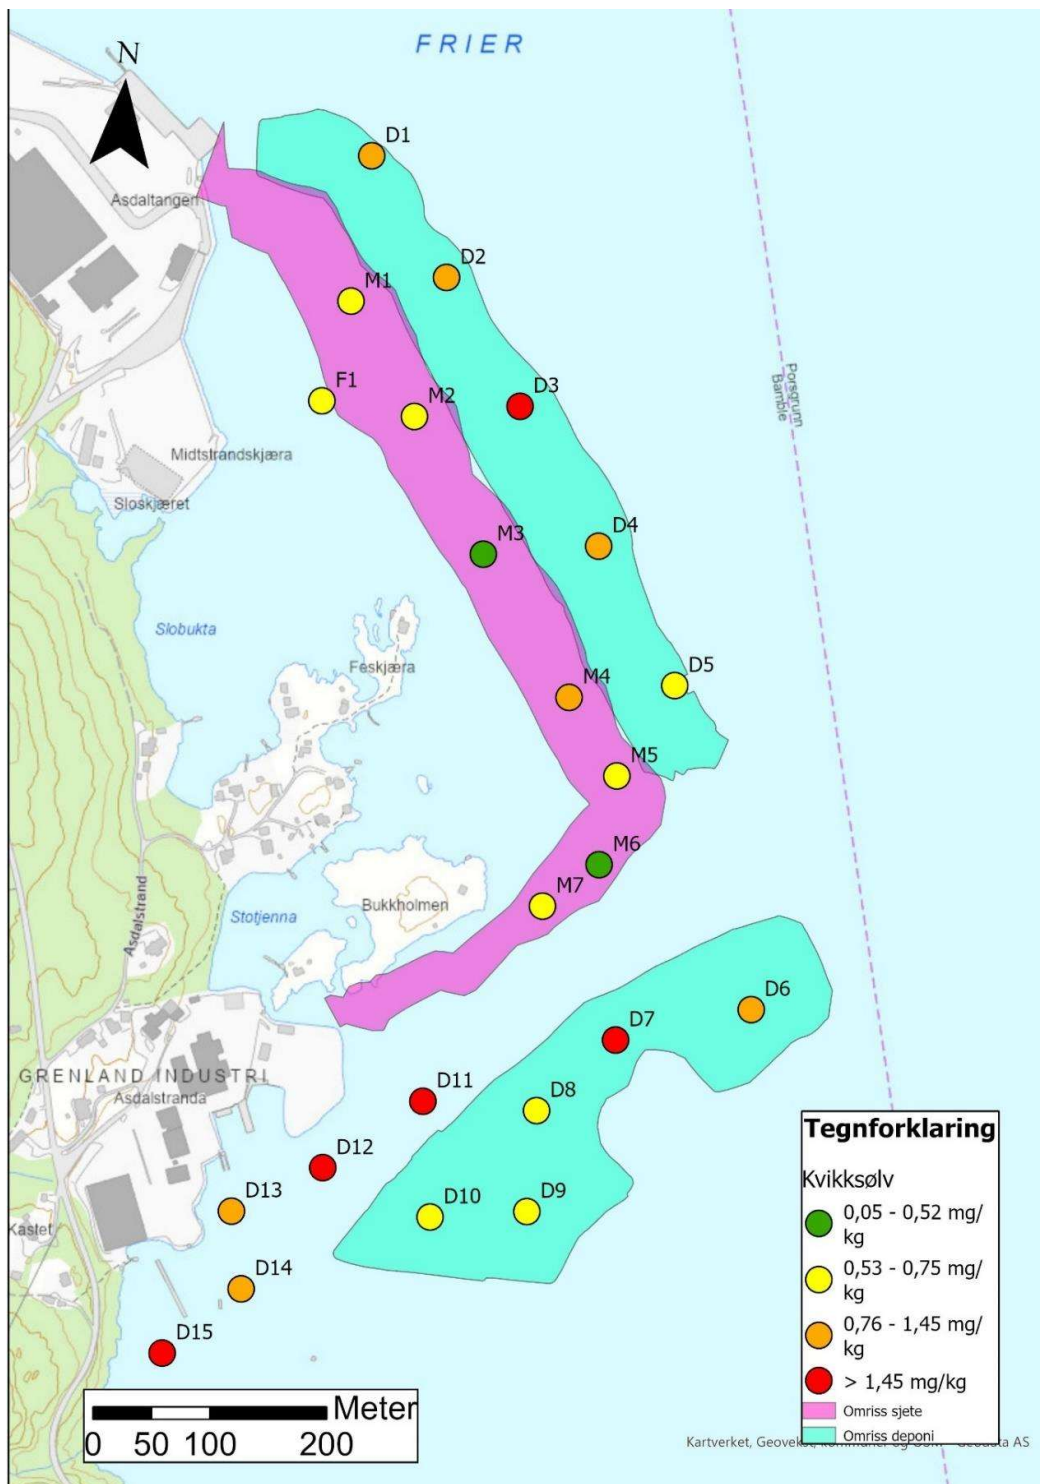 FRIER
N
D1
Asdaltangen
D2
M1
Porsgrunn
Bamble
F1
M2
D3
Midtstrandskjæra
Sloskjæret
M3
D4
Slobukta
Feskjæra
D5
M4
M5
M6
M7
Bukkholmen
Stotjenna
Asdalstrand
D6
D7
GRENLAND INDUSTRI
Asdalstranda
D11
D8
D12
D13
D10
D9
Kastet
D14
D15
Tegnforklaring
Kvikksølv
0,05 - 0,52 mg/
kg
0,53 - 0,75 mg/
kg
0,76 - 1,45 mg/
kg
> 1,45 mg/kg
Omriss sjete
Omriss deponi
Meter
0 50 100 200
Kartverket, Geovekst, kommuner og OSM - Geodata AS